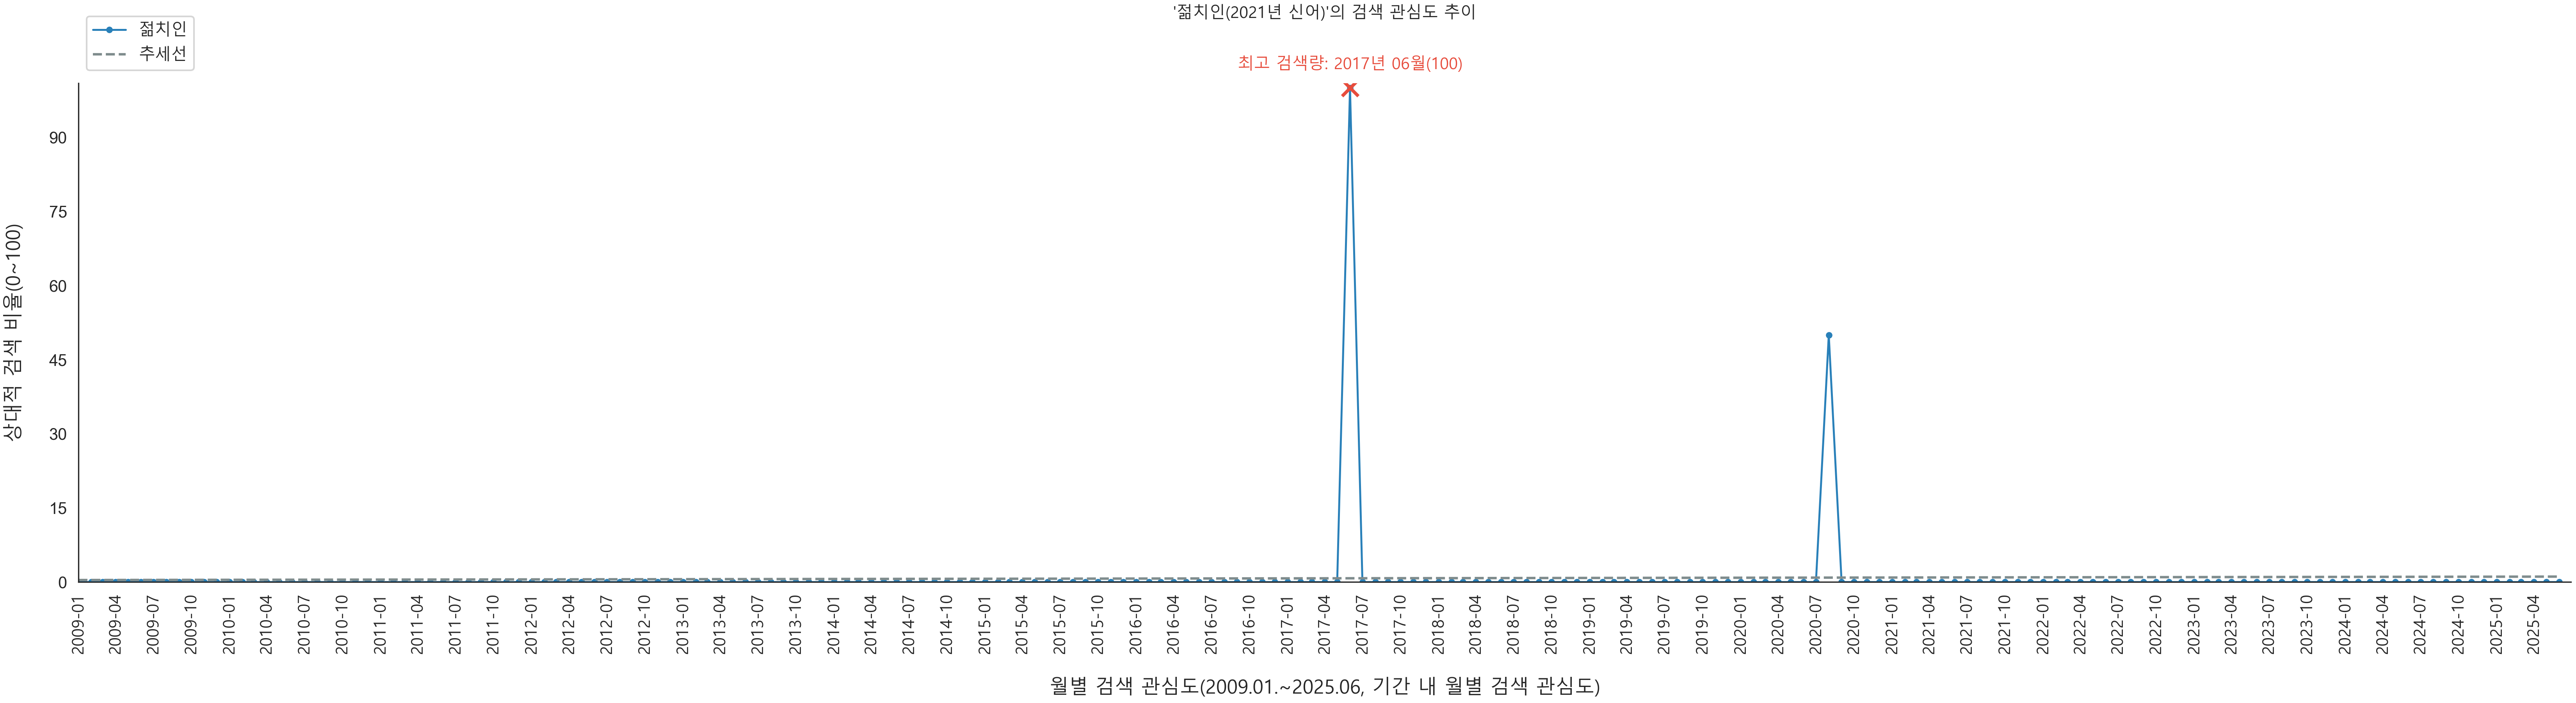 '젊치인(2021년 신어)'의 검색 관심도 추이
젊치인
추세선
최고 검색량: 2017년 06월(100)
상대적 검색 비율(0~100)
90
75
60
45
30
15
0
2009-01 2009-04 2009-07 2009-10 2010-01 2010-04 2010-07 2010-10 2011-01 2011-04 2011-07 2011-10 2012-01 2012-04 2012-07 2012-10 2013-01 2013-04 2013-07 2013-10 2014-01 2014-04 2014-07 2014-10 2015-01 2015-04 2015-07 2015-10 2016-01 2016-04 2016-07 2016-10 2017-01 2017-04 2017-07 2017-10 2018-01 2018-04 2018-07 2018-10 2019-01 2019-04 2019-07 2019-10 2020-01 2020-04 2020-07 2020-10 2021-01 2021-04 2021-07 2021-10 2022-01 2022-04 2022-07 2022-10 2023-01 2023-04 2023-07 2023-10 2024-01 2024-04 2024-07 2024-10 2025-01 2025-04
월별 검색 관심도(2009.01.~2025.06, 기간 내 월별 검색 관심도)